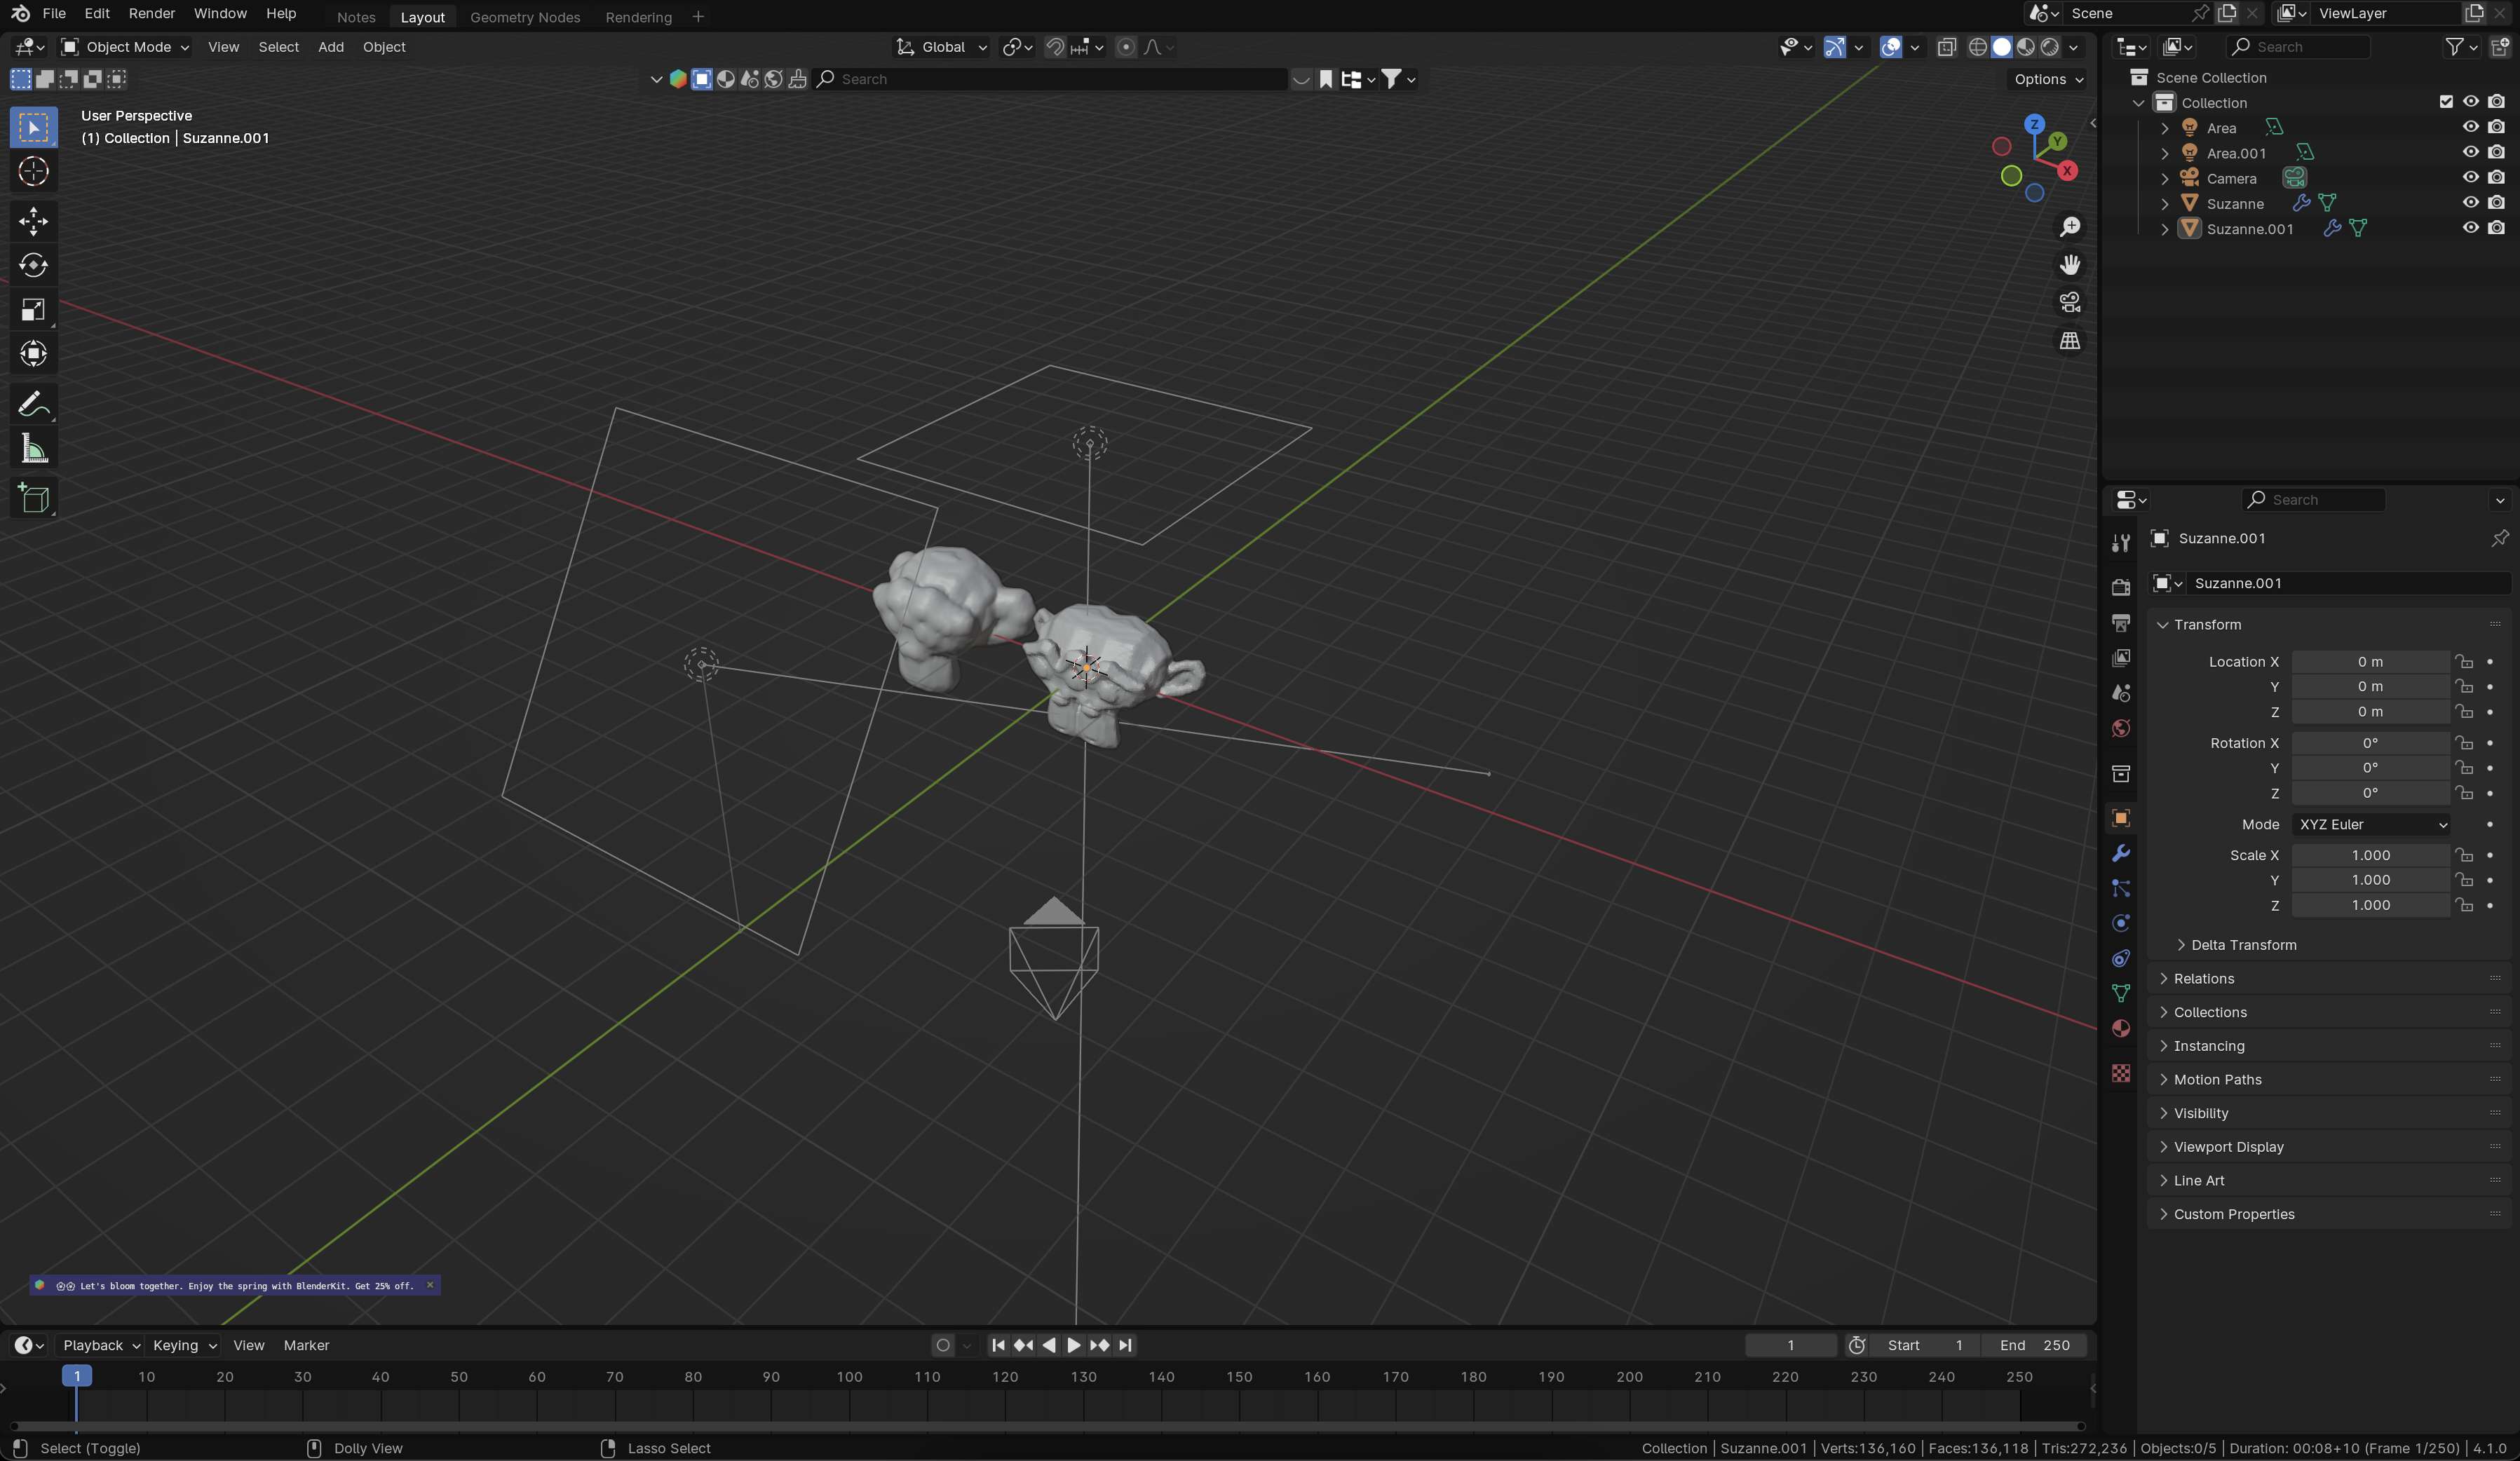 File Edit Render Window Help Notes Layout Geometry Nodes Rendering + Scene ViewLayer
Object Mode View Select Add Object Global Search
Search Options
User Perspective
(1) Collection | Suzanne.001
Z
Y
X
Scene Collection
Collection
Area
Area.001
Camera
Suzanne
Suzanne.001
Search
Suzanne.001
Suzanne.001
Transform
Location X 0 m
Y 0 m
Z 0 m
Rotation X 0°
Y 0°
Z 0°
Mode XYZ Euler
Scale X 1.000
Y 1.000
Z 1.000
Delta Transform
Relations
Collections
Instancing
Motion Paths
Visibility
Viewport Display
Line Art
Custom Properties
Let's bloom together. Enjoy the spring with BlenderKit. Get 25% off.
Playback Keying View Marker 1 Start 1 End 250
1 10 20 30 40 50 60 70 80 90 100 110 120 130 140 150 160 170 180 190 200 210 220 230 240 250
Select (Toggle) Dolly View Lasso Select Collection | Suzanne.001 | Verts:136,160 | Faces:136,118 | Tris:272,236 | Objects:0/5 | Duration: 00:08+10 (Frame 1/250) | 4.1.0